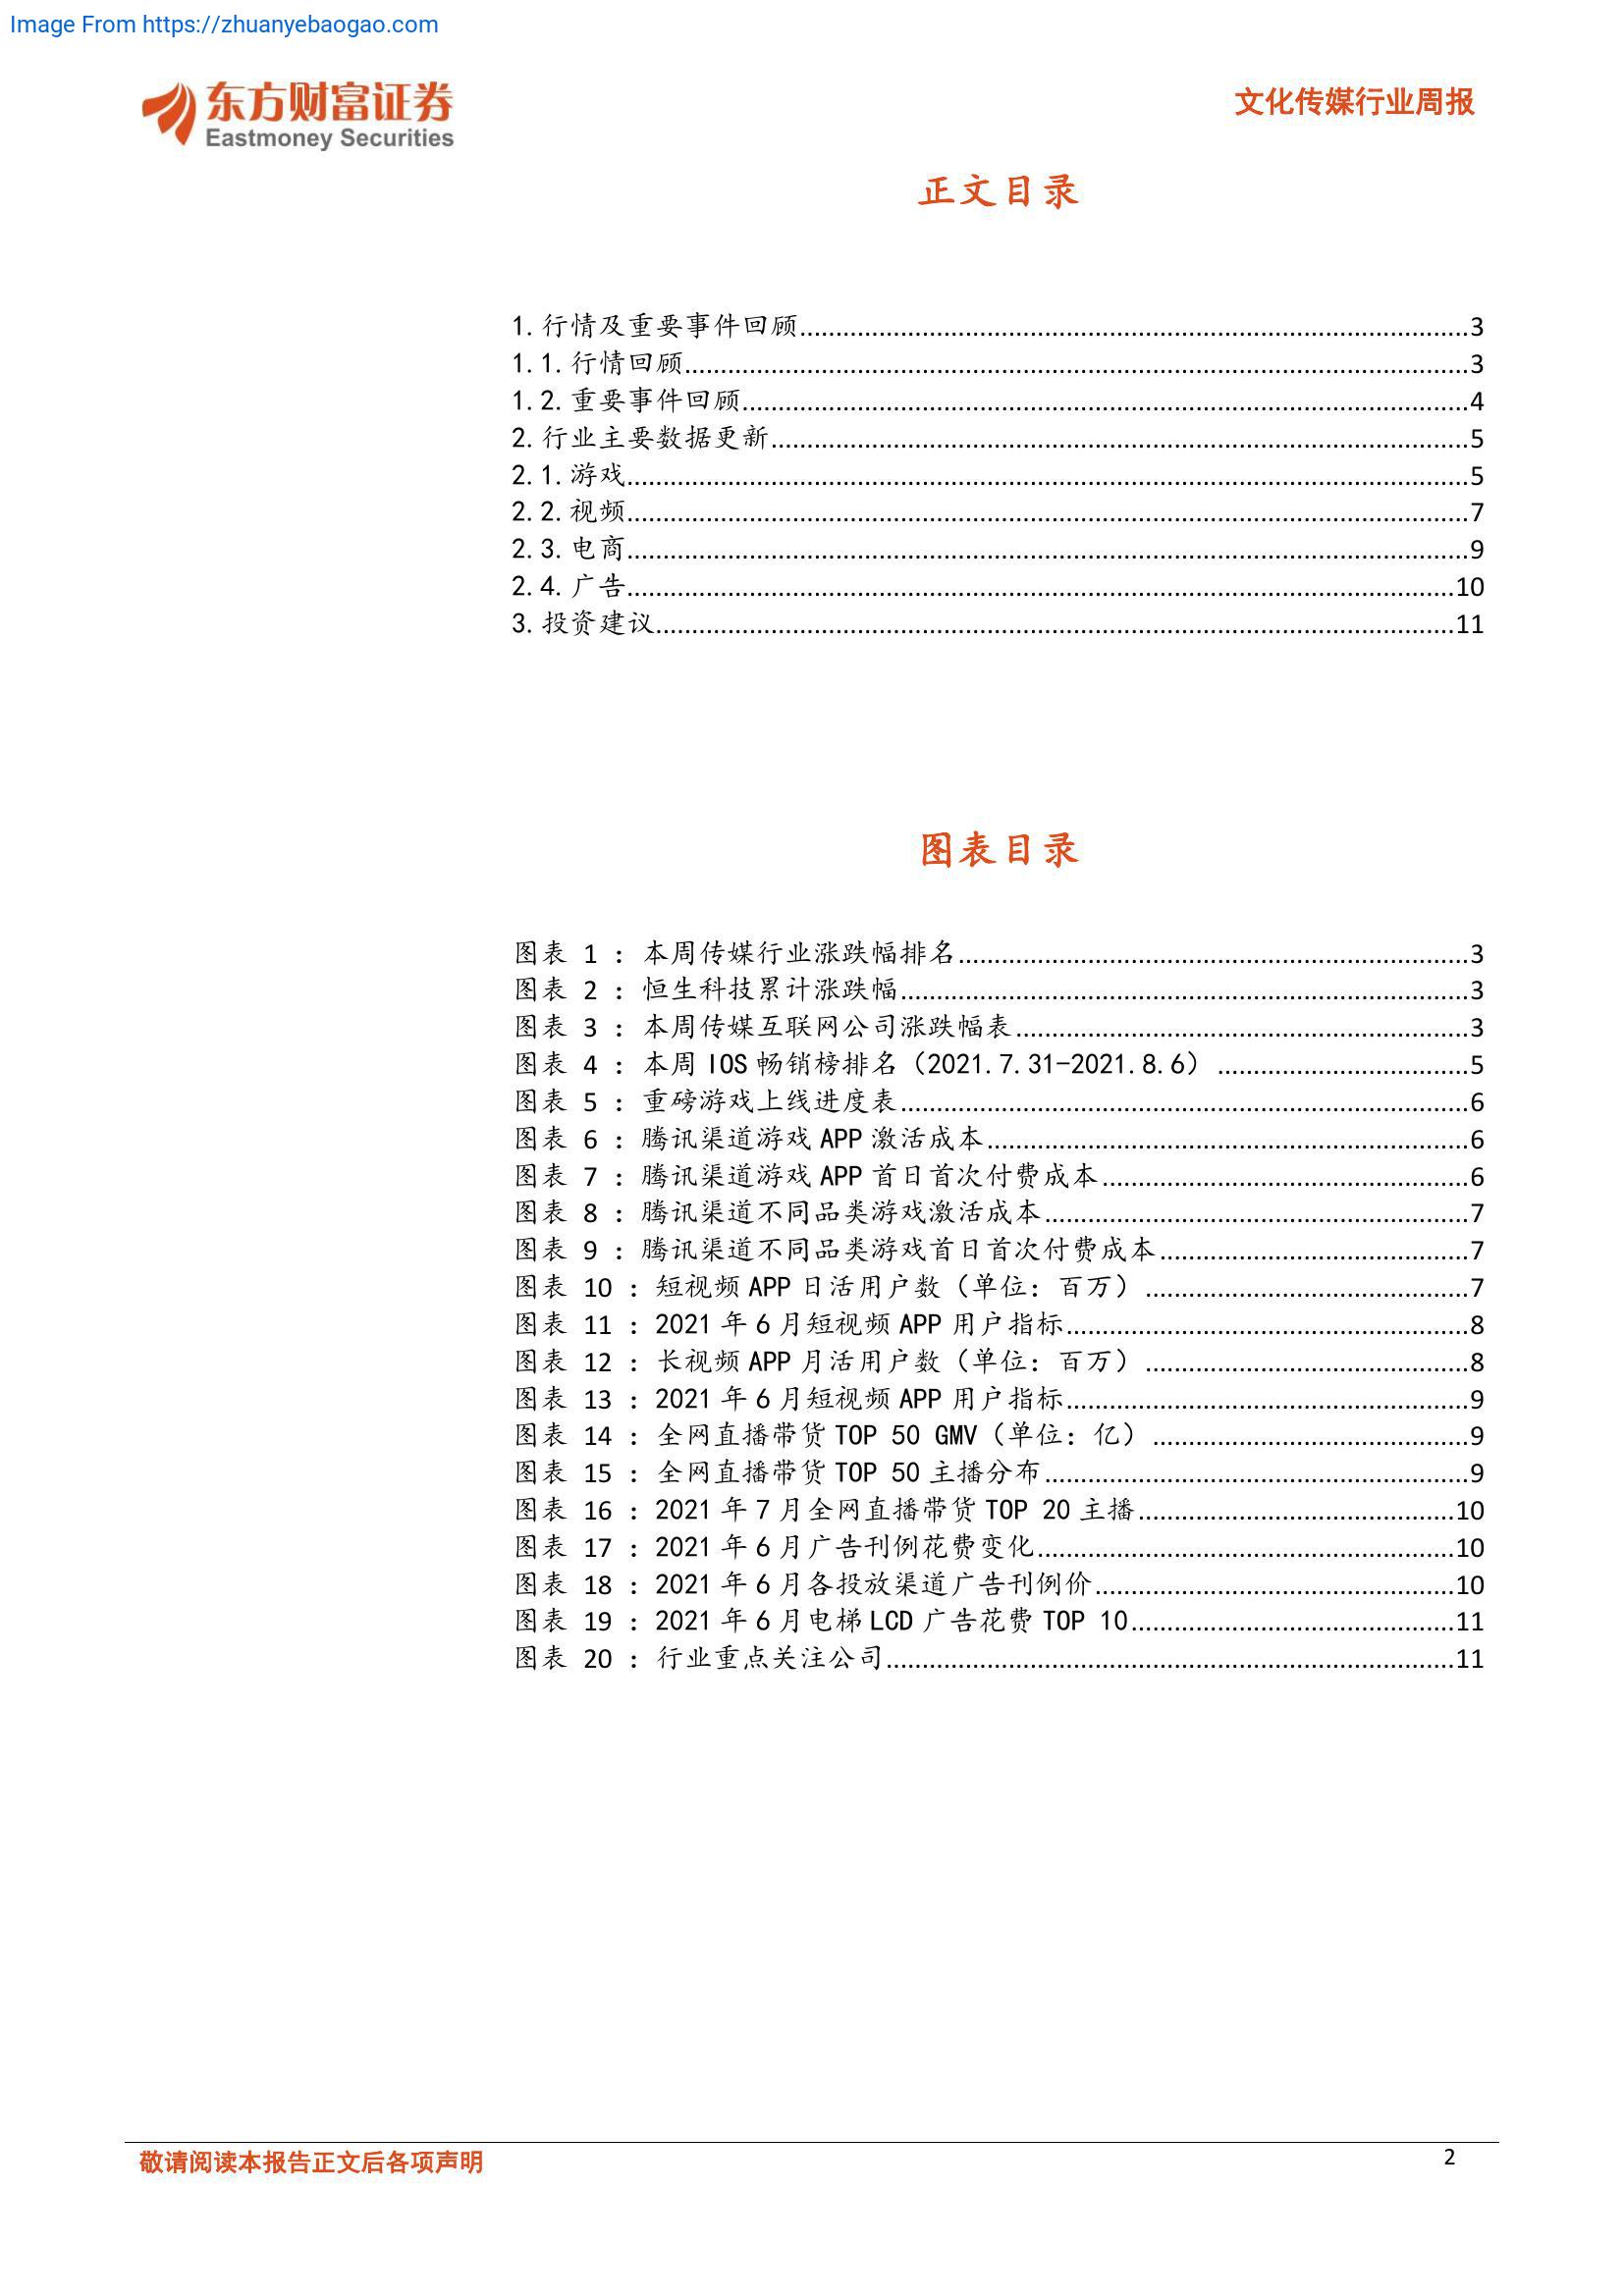 Image From https://zhuanyebaogao.com
东方财富证券
Eastmoney Securities
文化传媒行业周报
正文目录
1.行情及重要事件回顾....................3
1.1.行情回顾....................3
1.2.重要事件回顾....................4
2.行业主要数据更新....................5
2.1.游戏....................5
2.2.视频....................7
2.3.电商....................9
2.4.广告....................10
3.投资建议....................11
图表目录
图表 1 : 本周传媒行业涨跌幅排名....................3
图表 2 : 恒生科技累计涨跌幅....................3
图表 3 : 本周传媒互联网公司涨跌幅表....................3
图表 4 : 本周 IOS 畅销榜排名（2021.7.31-2021.8.6）....................5
图表 5 : 重磅游戏上线进度表....................6
图表 6 : 腾讯渠道游戏 APP 激活成本....................6
图表 7 : 腾讯渠道游戏 APP 首日首次付费成本....................6
图表 8 : 腾讯渠道不同品类游戏激活成本....................7
图表 9 : 腾讯渠道不同品类游戏首日首次付费成本....................7
图表 10 : 短视频 APP 日活用户数（单位：百万）....................7
图表 11 : 2021 年 6 月短视频 APP 用户指标....................8
图表 12 : 长视频 APP 月活用户数（单位：百万）....................8
图表 13 : 2021 年 6 月短视频 APP 用户指标....................9
图表 14 : 全网直播带货 TOP 50 GMV（单位：亿）....................9
图表 15 : 全网直播带货 TOP 50 主播分布....................9
图表 16 : 2021 年 7 月全网直播带货 TOP 20 主播....................10
图表 17 : 2021 年 6 月广告刊例花费变化....................10
图表 18 : 2021 年 6 月各投放渠道广告刊例价....................10
图表 19 : 2021 年 6 月电梯 LCD 广告花费 TOP 10....................11
图表 20 : 行业重点关注公司....................11
敬请阅读本报告正文后各项声明
2